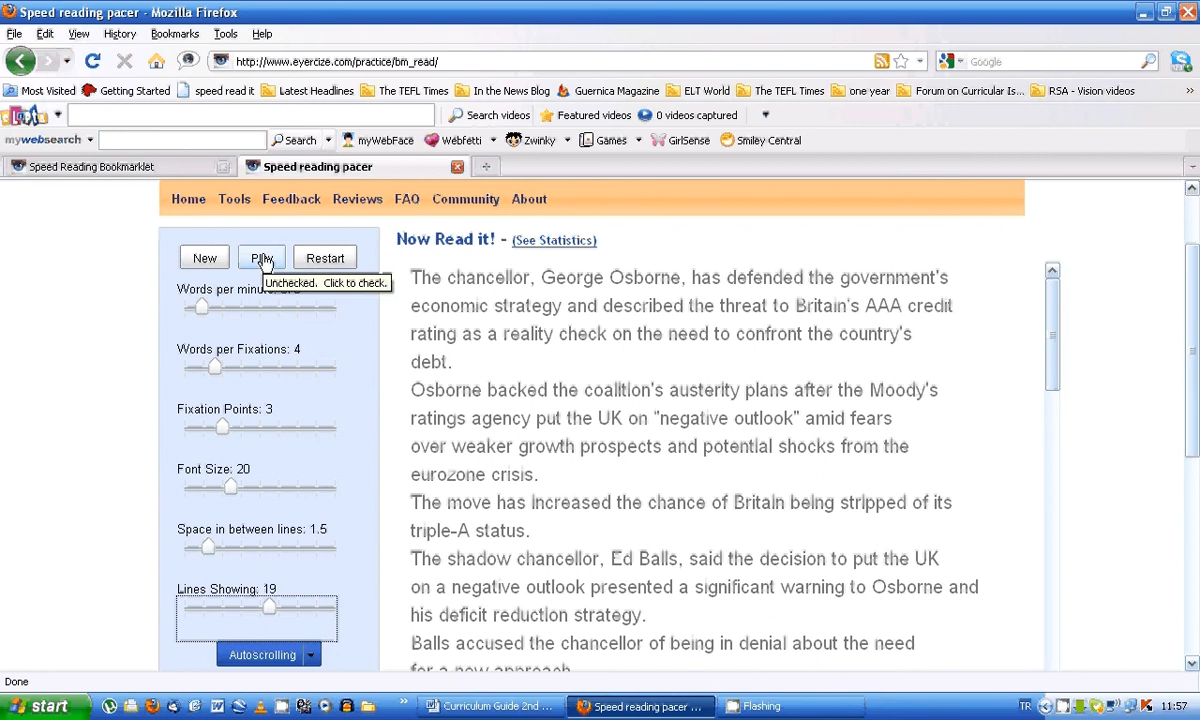 Speed reading pacer - Mozilla Firefox
File Edit View History Bookmarks Tools Help
http://www.eyercize.com/practice/bm_read/
Google
Most Visited Getting Started speed read it Latest Headlines The TEFL Times In the News Blog Guernica Magazine ELT World The TEFL Times one year Forum on Curricular Is... RSA - Vision videos
Search videos Featured videos 0 videos captured
mywebsearch Search myWebFace Webfetti Zwinky Games GirlSense Smiley Central
Speed Reading Bookmarklet Speed reading pacer
Home Tools Feedback Reviews FAQ Community About
New Play Restart
Unchecked. Click to check.
Words per minute:
Words per Fixations: 4
Fixation Points: 3
Font Size: 20
Space in between lines: 1.5
Lines Showing: 19
Autoscrolling
Now Read it! - (See Statistics)
The chancellor, George Osborne, has defended the government's
economic strategy and described the threat to Britain's AAA credit
rating as a reality check on the need to confront the country's
debt.
Osborne backed the coalition's austerity plans after the Moody's
ratings agency put the UK on "negative outlook" amid fears
over weaker growth prospects and potential shocks from the
eurozone crisis.
The move has increased the chance of Britain being stripped of its
triple-A status.
The shadow chancellor, Ed Balls, said the decision to put the UK
on a negative outlook presented a significant warning to Osborne and
his deficit reduction strategy.
Balls accused the chancellor of being in denial about the need
for a new approach
Done
start Curriculum Guide 2nd ... Speed reading pacer ... Flashing TR 11:57